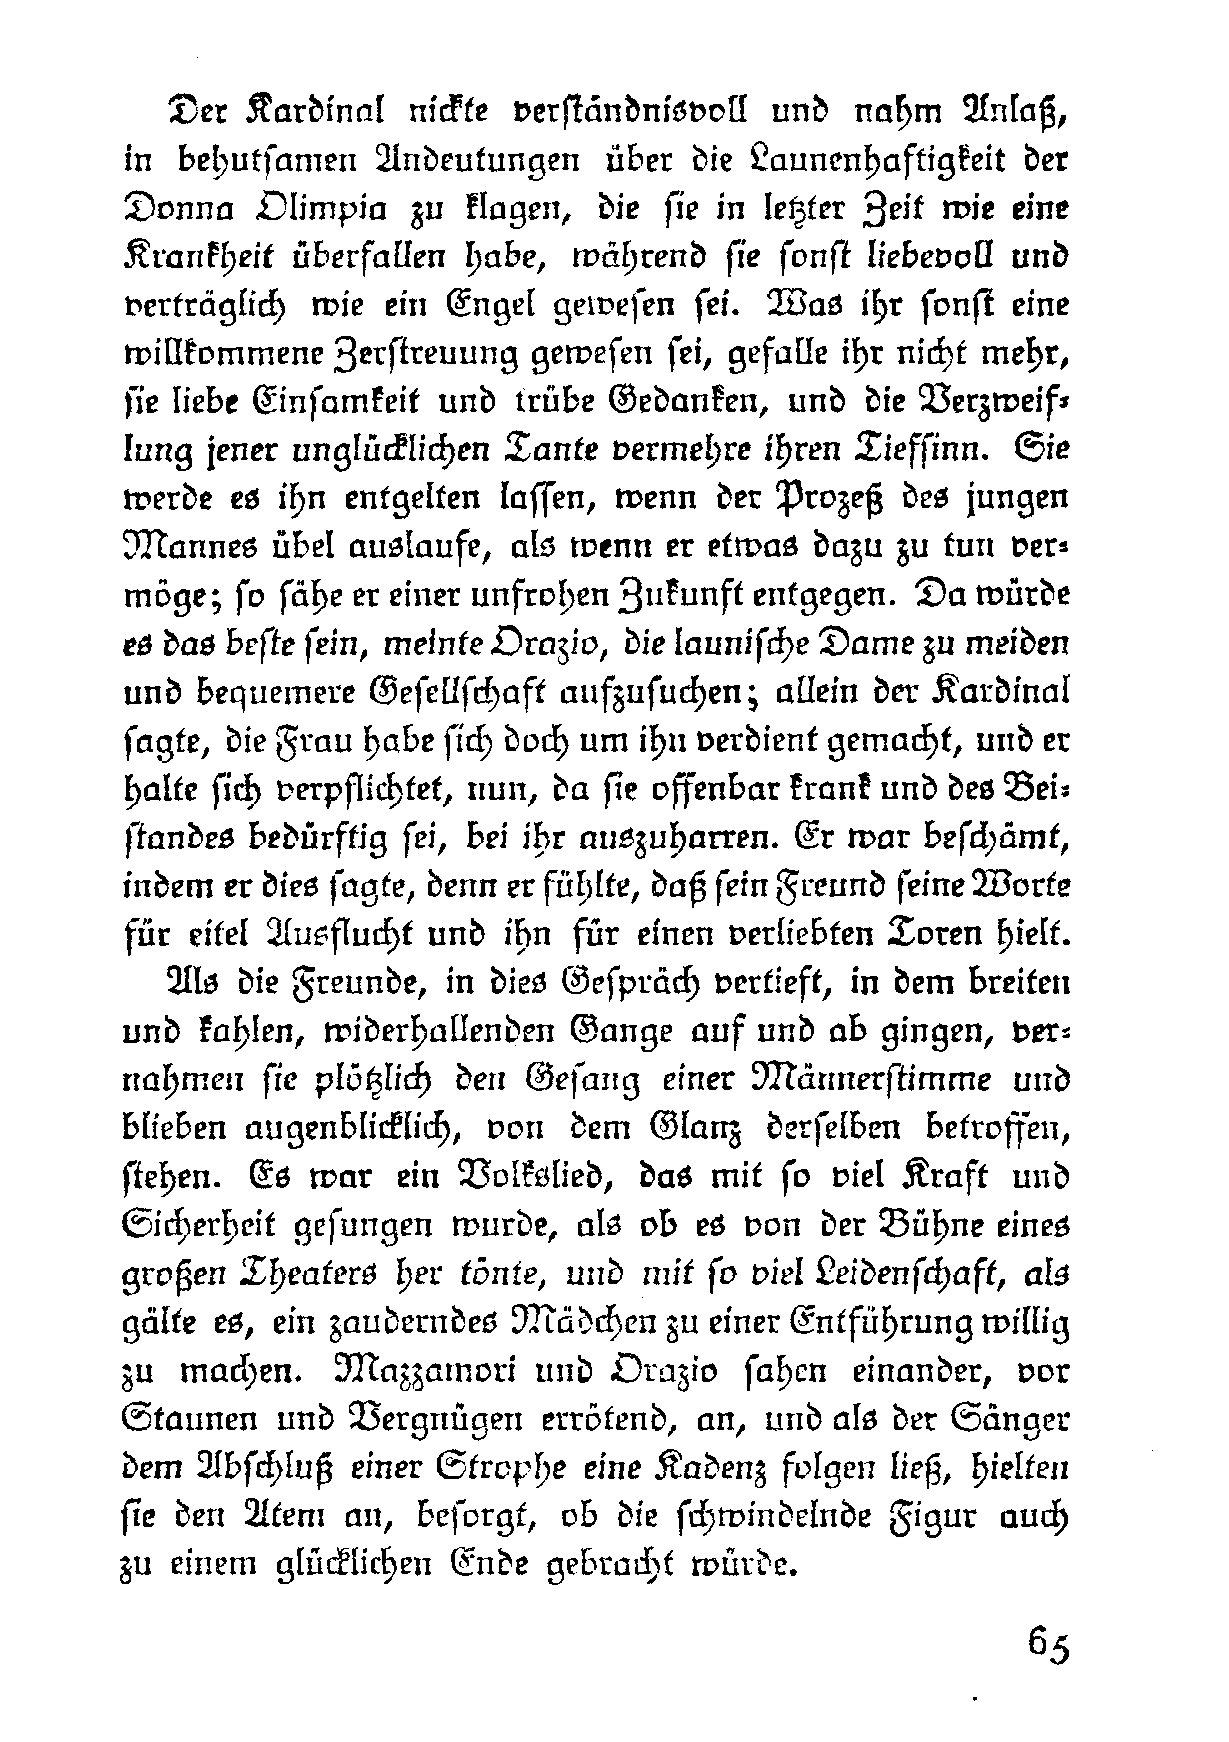 Der Kardinal nickte verständnisvoll und nahm Anlaß,
in behutsamen Andeutungen über die Launenhaftigkeit der
Donna Olimpia zu klagen, die sie in letzter Zeit wie eine
Krankheit überfallen habe, während sie sonst liebevoll und
verträglich wie ein Engel gewesen sei. Was ihr sonst eine
willkommene Zerstreuung gewesen sei, gefalle ihr nicht mehr,
sie liebe Einsamkeit und trübe Gedanken, und die Verzweif-
lung jener unglücklichen Tante vermehre ihren Tiefsinn. Sie
werde es ihn entgelten lassen, wenn der Prozeß des jungen
Mannes übel auslaufe, als wenn er etwas dazu zu tun ver-
möge; so sähe er einer unfrohen Zukunft entgegen. Da würde
es das beste sein, meinte Orazio, die launische Dame zu meiden
und bequemere Gesellschaft aufzusuchen; allein der Kardinal
sagte, die Frau habe sich doch um ihn verdient gemacht, und er
halte sich verpflichtet, nun, da sie offenbar krank und des Bei-
standes bedürftig sei, bei ihr auszuharren. Er war beschämt,
indem er dies sagte, denn er fühlte, daß sein Freund seine Worte
für eitel Ausflucht und ihn für einen verliebten Toren hielt.
Als die Freunde, in dies Gespräch vertieft, in dem breiten
und kahlen, widerhallenden Gange auf und ab gingen, ver-
nahmen sie plötzlich den Gesang einer Männerstimme und
blieben augenblicklich, von dem Glanz derselben betroffen,
stehen. Es war ein Volkslied, das mit so viel Kraft und
Sicherheit gesungen wurde, als ob es von der Bühne eines
großen Theaters her tönte, und mit so viel Leidenschaft, als
gälte es, ein zauderndes Mädchen zu einer Entführung willig
zu machen. Mazzamori und Orazio sahen einander, vor
Staunen und Vergnügen errötend, an, und als der Sänger
dem Abschluß einer Strophe eine Kadenz folgen ließ, hielten
sie den Atem an, besorgt, ob die schwindelnde Figur auch
zu einem glücklichen Ende gebracht würde.
65